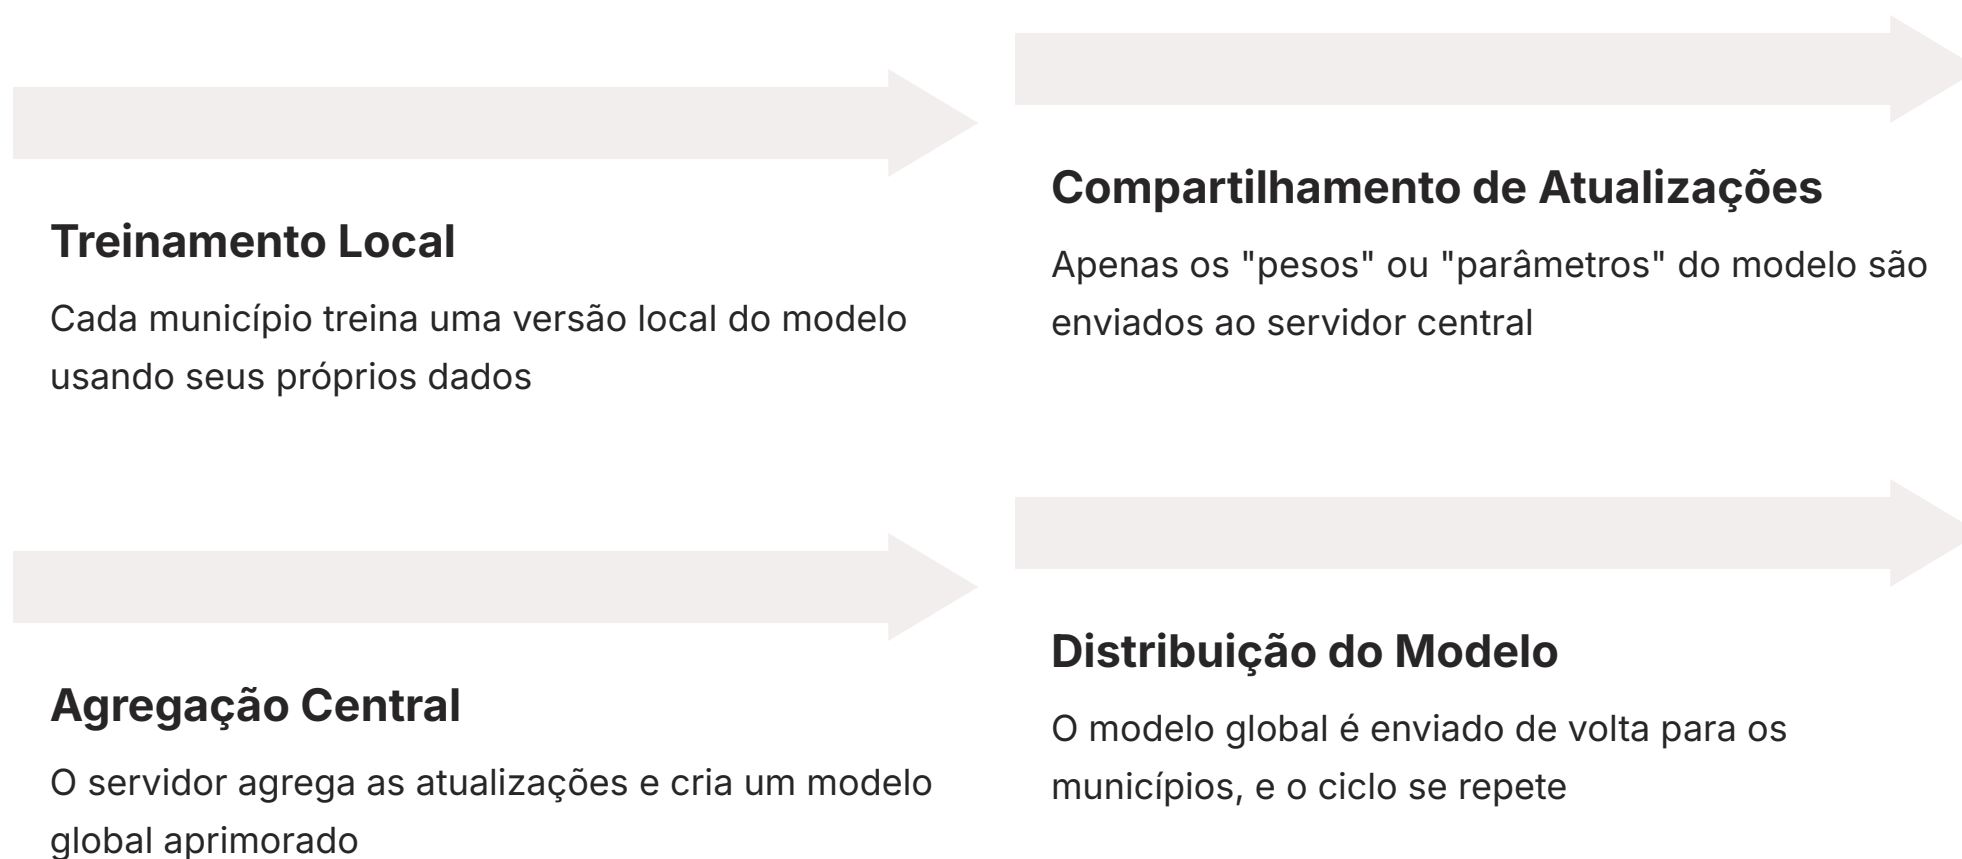 Treinamento Local
Cada município treina uma versão local do modelo
usando seus próprios dados
Compartilhamento de Atualizações
Apenas os "pesos" ou "parâmetros" do modelo são
enviados ao servidor central
Agregação Central
O servidor agrega as atualizações e cria um modelo
global aprimorado
Distribuição do Modelo
O modelo global é enviado de volta para os
municípios, e o ciclo se repete